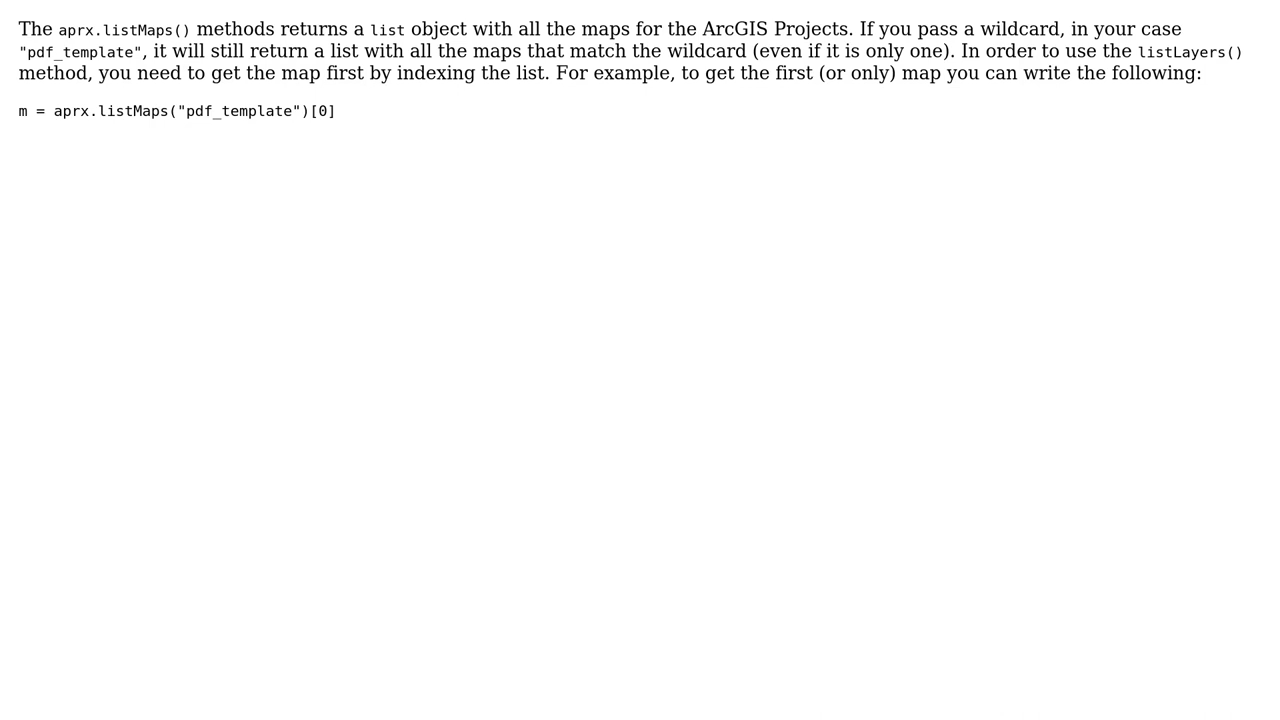 The aprx.listMaps() methods returns a list object with all the maps for the ArcGIS Projects. If you pass a wildcard, in your case
"pdf_template", it will still return a list with all the maps that match the wildcard (even if it is only one). In order to use the listLayers()
method, you need to get the map first by indexing the list. For example, to get the first (or only) map you can write the following:
m = aprx.listMaps("pdf_template")[0]